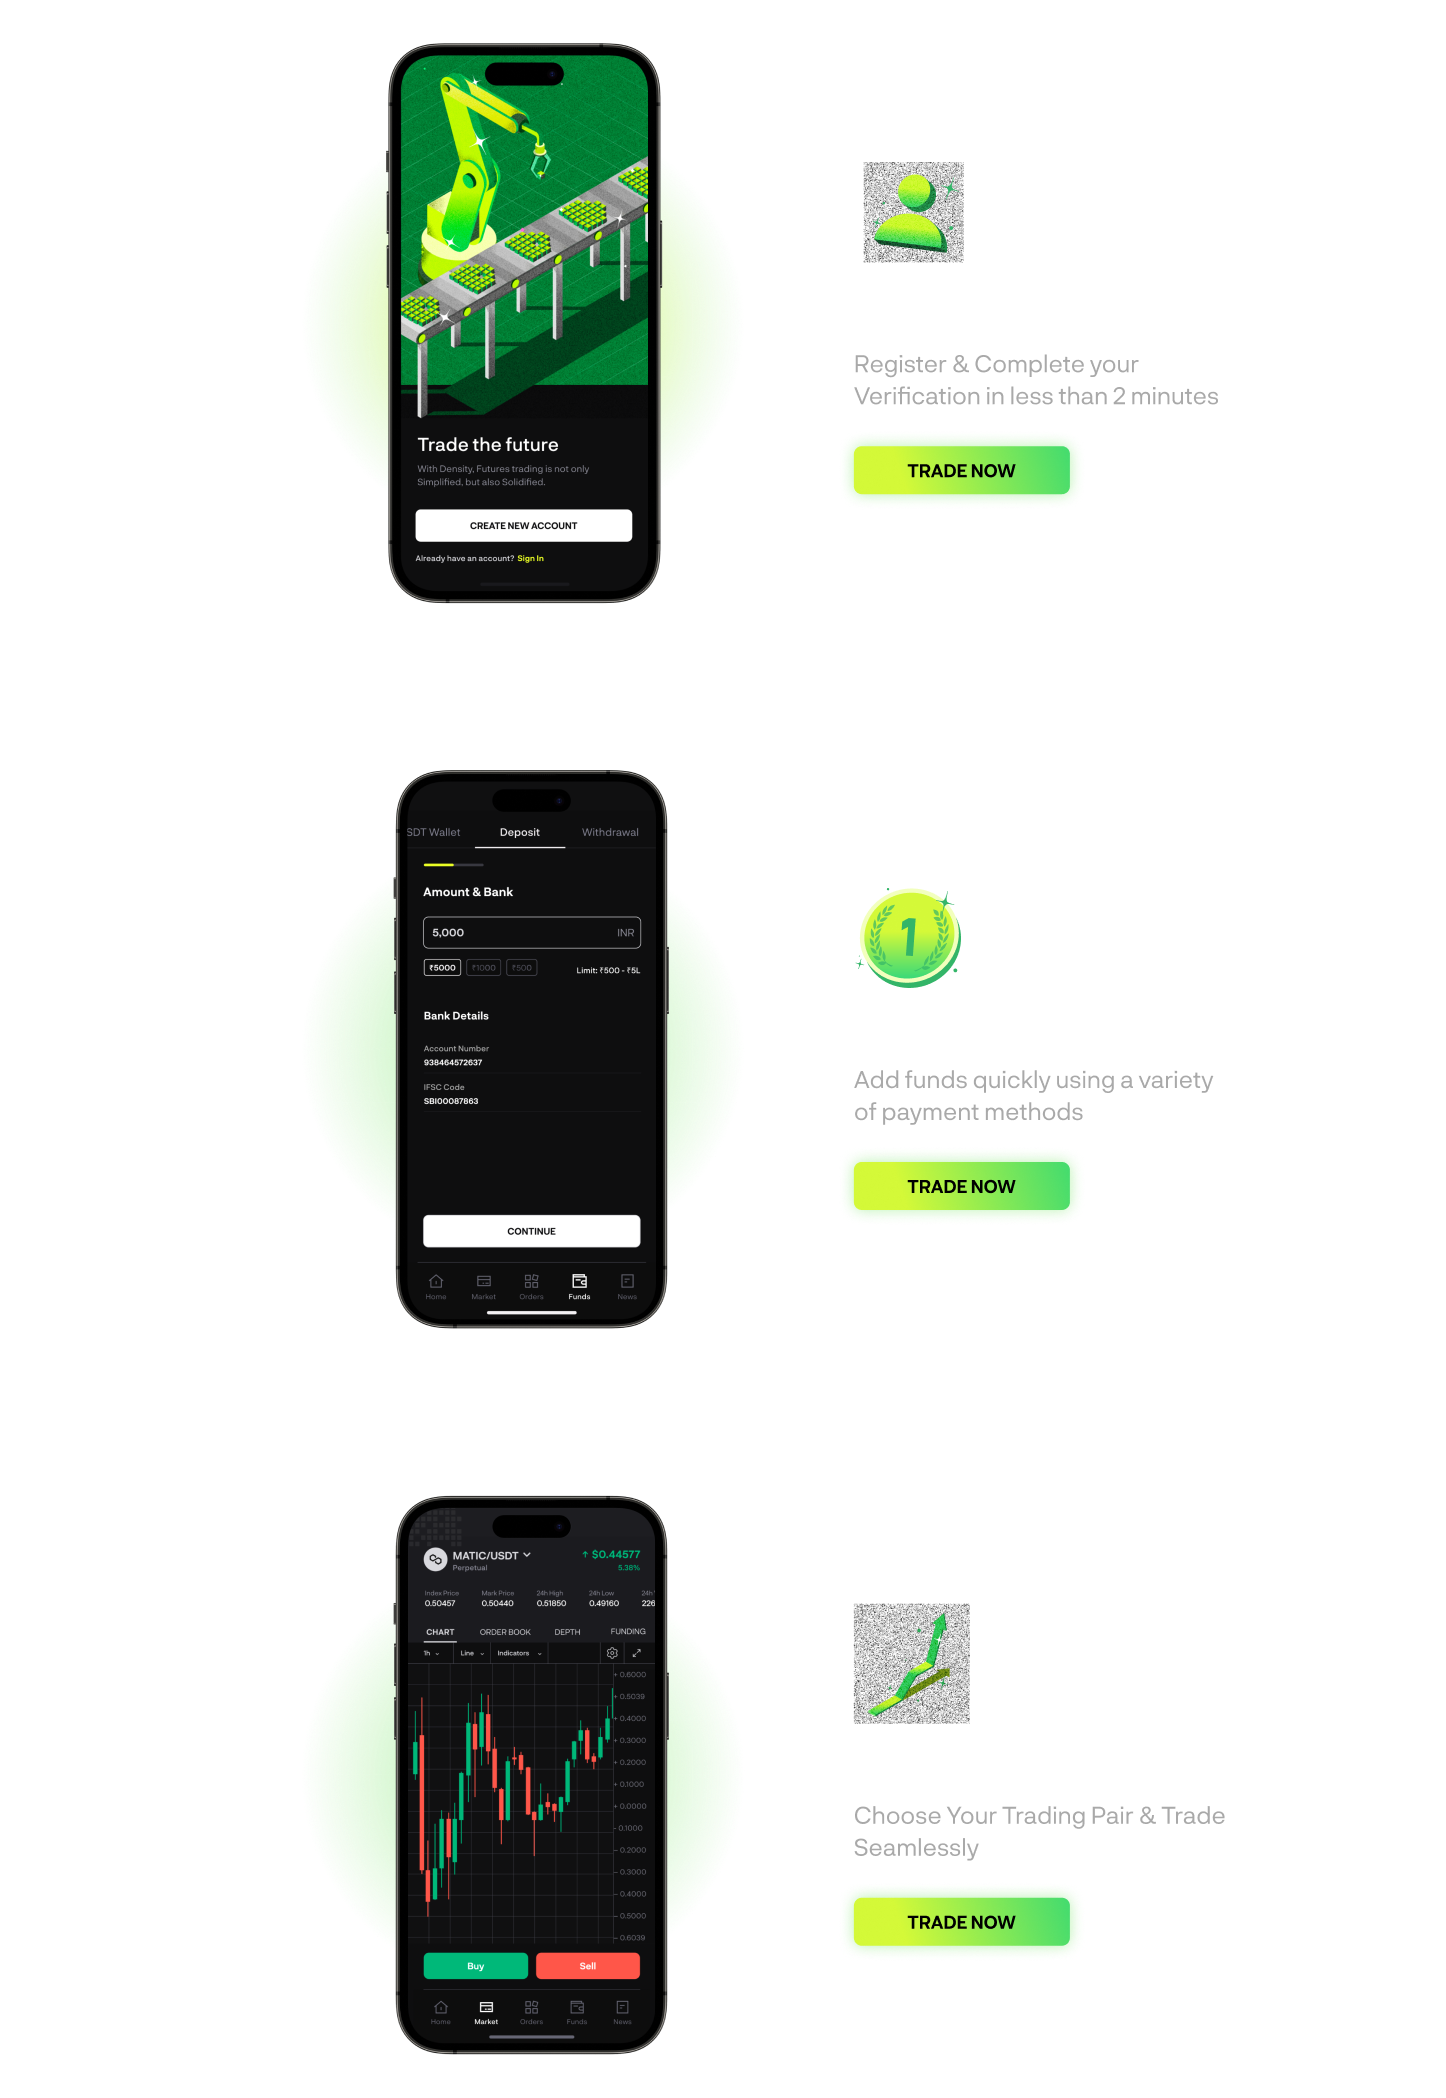 Trade the future
With Density, Futures trading is not only
Simplified, but also Solidified.
CREATE NEW ACCOUNT
Already have an account? Sign In
Register & Complete your
Verification in less than 2 minutes
TRADE NOW
SDT Wallet Deposit Withdrawal
Amount & Bank
5,000 INR
₹5000 ₹1000 ₹500 Limit: ₹500 - ₹5L
Bank Details
Account Number
938464572637
IFSC Code
SBI00087863
CONTINUE
Home Market Orders Funds News
1
Add funds quickly using a variety
of payment methods
TRADE NOW
MATIC/USDT $0.44577
Perpetual 5.38%
Index Price Mark Price 24h High 24h Low 24h
0.50457 0.50440 0.51850 0.49160 226
CHART ORDER BOOK DEPTH FUNDING
1h Line Indicators
+ 0.6000
+ 0.5039
+ 0.4000
+ 0.3000
+ 0.2000
+ 0.1000
+ 0.0000
- 0.1000
- 0.2000
- 0.3000
- 0.4000
- 0.5000
- 0.6039
Buy Sell
Home Market Orders Funds News
Choose Your Trading Pair & Trade
Seamlessly
TRADE NOW